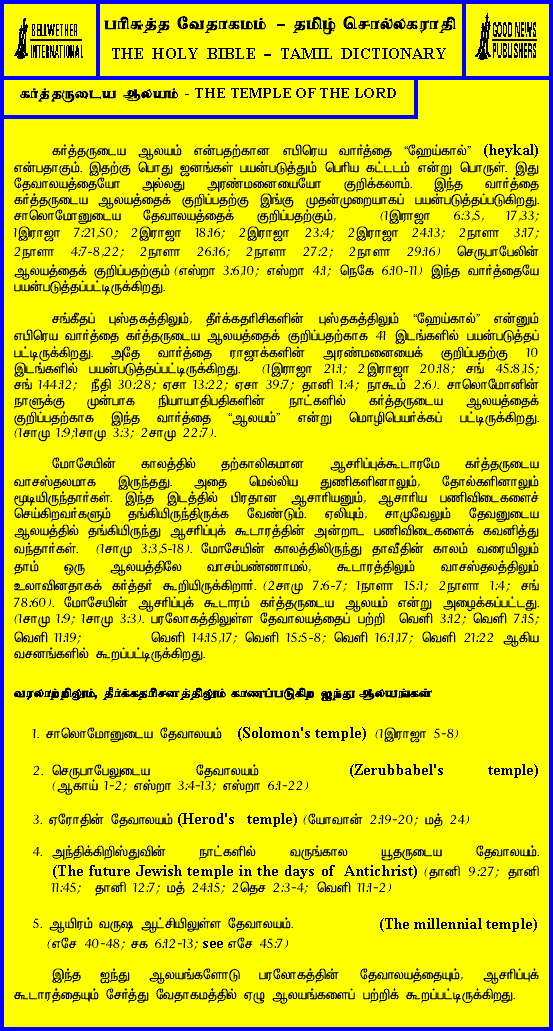 BELLWETHER
INTERNATIONAL
பரிசுத்த வேதாகமம் – தமிழ் சொல்லகராதி
THE HOLY BIBLE – TAMIL DICTIONARY
GOOD NEWS
PUBLISHERS
கர்த்தருடைய ஆலயம் - THE TEMPLE OF THE LORD
கர்த்தருடைய ஆலயம் என்பதற்கான எபிரெய வார்த்தை “ஹேய்கால்” (heykal)
என்பதாகும். இதற்கு பொது ஜனங்கள் பயன்படுத்தும் பெரிய கட்டடம் என்று பொருள். இது
தேவாலயத்தையோ அல்லது அரண்மனையையோ குறிக்கலாம். இந்த வார்த்தை
கர்த்தருடைய ஆலயத்தைக் குறிப்பதற்கு இங்கு முதன்முறையாகப் பயன்படுத்தப்படுகிறது.
சாலொமோனுடைய தேவாலயத்தைக் குறிப்பதற்கும், (1இராஜா 6:3,5, 17,33;
1இராஜா 7:21,50; 2இராஜா 18:16; 2இராஜா 23:4; 2இராஜா 24:13; 2நாளா 3:17;
2நாளா 4:7-8,22; 2நாளா 26:16; 2நாளா 27:2; 2நாளா 29:16) செருபாபேலின்
ஆலயத்தைக் குறிப்பதற்கும் (எஸ்றா 3:6,10; எஸ்றா 4:1; நெகே 6:10-11) இந்த வார்த்தையே
பயன்படுத்தப்பட்டிருக்கிறது.
சங்கீதப் புஸ்தகத்திலும், தீர்க்கதரிசிகளின் புஸ்தகத்திலும் “ஹேய்கால்” என்னும்
எபிரெய வார்த்தை கர்த்தருடைய ஆலயத்தைக் குறிப்பதற்காக 41 இடங்களில் பயன்படுத்தப்
பட்டிருக்கிறது. அதே வார்த்தை ராஜாக்களின் அரண்மனையைக் குறிப்பதற்கு 10
இடங்களில் பயன்படுத்தப்பட்டிருக்கிறது. (1இராஜா 21:1; 2இராஜா 20:18; சங் 45:8,15;
சங் 144:12; நீதி 30:28; ஏசா 13:22; ஏசா 39:7; தானி 1:4; நாகூம் 2:6). சாலொமோனின்
நாளுக்கு முன்பாக நியாயாதிபதிகளின் நாட்களில் கர்த்தருடைய ஆலயத்தைக்
குறிப்பதற்காக இந்த வார்த்தை “ஆலயம்” என்று மொழிபெயர்க்கப் பட்டிருக்கிறது.
(1சாமு 1:9;1சாமு 3:3; 2சாமு 22:7).
மோசேயின் காலத்தில் தற்காலிகமான ஆசரிப்புக்கூடாரமே கர்த்தருடைய
வாசஸ்தலமாக இருந்தது. அதை மெல்லிய துணிகளினாலும், தோல்களினாலும்
மூடியிருந்தார்கள். இந்த இடத்தில் பிரதான ஆசாரியனும், ஆசாரிய பணிவிடைகளைச்
செய்கிறவர்களும் தங்கியிருந்திருக்க வேண்டும். ஏலியும், சாமுவேலும் தேவனுடைய
ஆலயத்தில் தங்கியிருந்து ஆசரிப்புக் கூடாரத்தின் அன்றாட பணிவிடைகளைக் கவனித்து
வந்தார்கள். (1சாமு 3:3,5-18). மோசேயின் காலத்திலிருந்து தாவீதின் காலம் வரையிலும்
தாம் ஒரு ஆலயத்திலே வாசம்பண்ணாமல், கூடாரத்திலும் வாசஸ்தலத்திலும்
உலாவினதாகக் கர்த்தர் கூறியிருக்கிறார். (2சாமு 7:6-7; 1நாளா 15:1; 2நாளா 1:4; சங்
78:60). மோசேயின் ஆசரிப்புக் கூடாரம் கர்த்தருடைய ஆலயம் என்று அழைக்கப்பட்டது.
(1சாமு 1:9; 1சாமு 3:3). பரலோகத்திலுள்ள தேவாலயத்தைப் பற்றி வெளி 3:12; வெளி 7:15;
வெளி 11:19; வெளி 14:15,17; வெளி 15:5-8; வெளி 16:1,17; வெளி 21:22 ஆகிய
வசனங்களில் கூறப்பட்டிருக்கிறது.
வரலாற்றிலும், தீர்க்கதரிசனத்திலும் காணப்படுகிற ஐந்து ஆலயங்கள்
1. சாலொமோனுடைய தேவாலயம் (Solomon's temple) (1இராஜா 5-8)
2. செருபாபேலுடைய தேவாலயம் (Zerubbabel's temple)
(ஆகாய் 1-2; எஸ்றா 3:4-13; எஸ்றா 6:1-22)
3. ஏரோதின் தேவாலயம் (Herod's temple) (யோவான் 2:19-20; மத் 24)
4. அந்திக்கிறிஸ்துவின் நாட்களில் வருங்கால யூதருடைய தேவாலயம்.
(The future Jewish temple in the days of Antichrist) (தானி 9:27; தானி
11:45; தானி 12:7; மத் 24:15; 2தெச 2:3-4; வெளி 11:1-2)
5. ஆயிரம் வருஷ ஆட்சியிலுள்ள தேவாலயம். (The millennial temple)
(எசே 40-48; சக 6:12-13; see எசே 45:7)
இந்த ஐந்து ஆலயங்களோடு பரலோகத்தின் தேவாலயத்தையும், ஆசரிப்புக்
கூடாரத்தையும் சேர்த்து வேதாகமத்தில் ஏழு ஆலயங்களைப் பற்றிக் கூறப்பட்டிருக்கிறது.